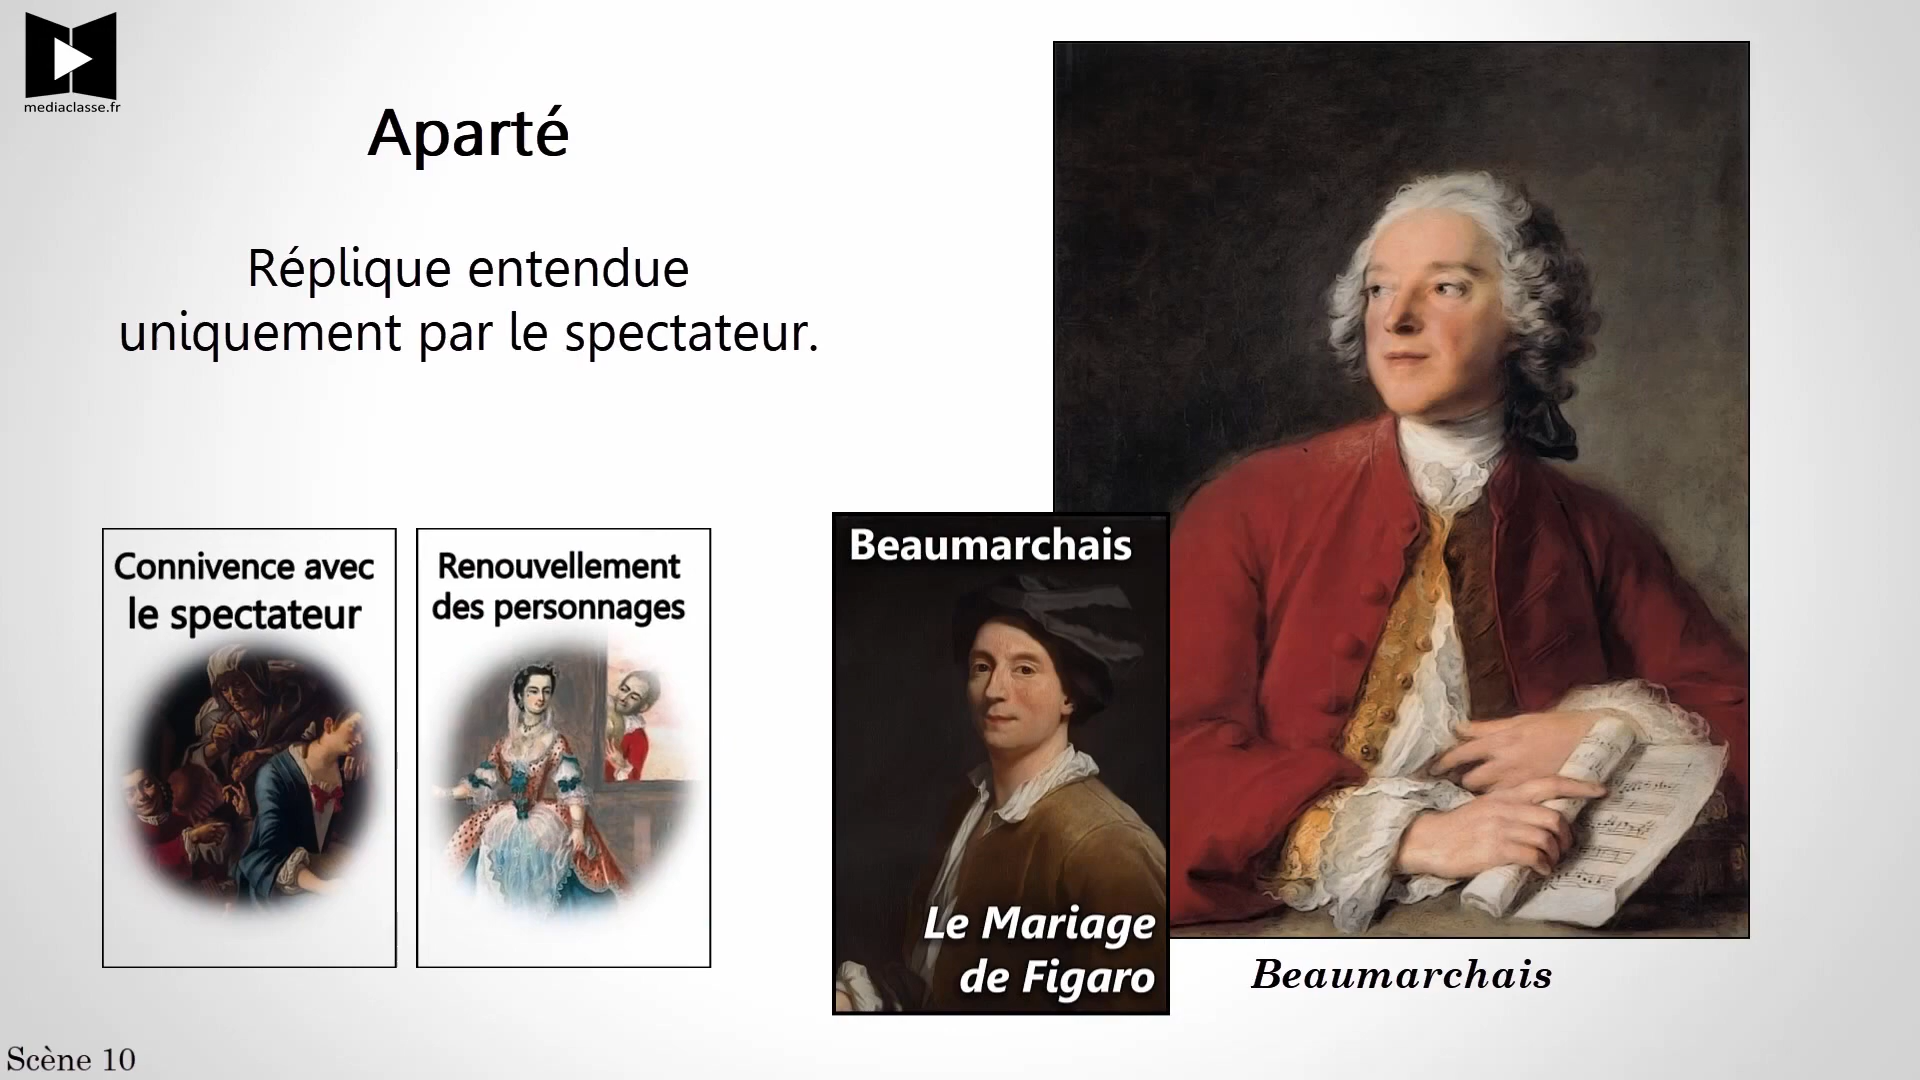 mediaclasse.fr
Aparté
Réplique entendue
uniquement par le spectateur.
Connivence avec
le spectateur
Renouvellement
des personnages
Beaumarchais
Le Mariage
de Figaro
Beaumarchais
Scène 10